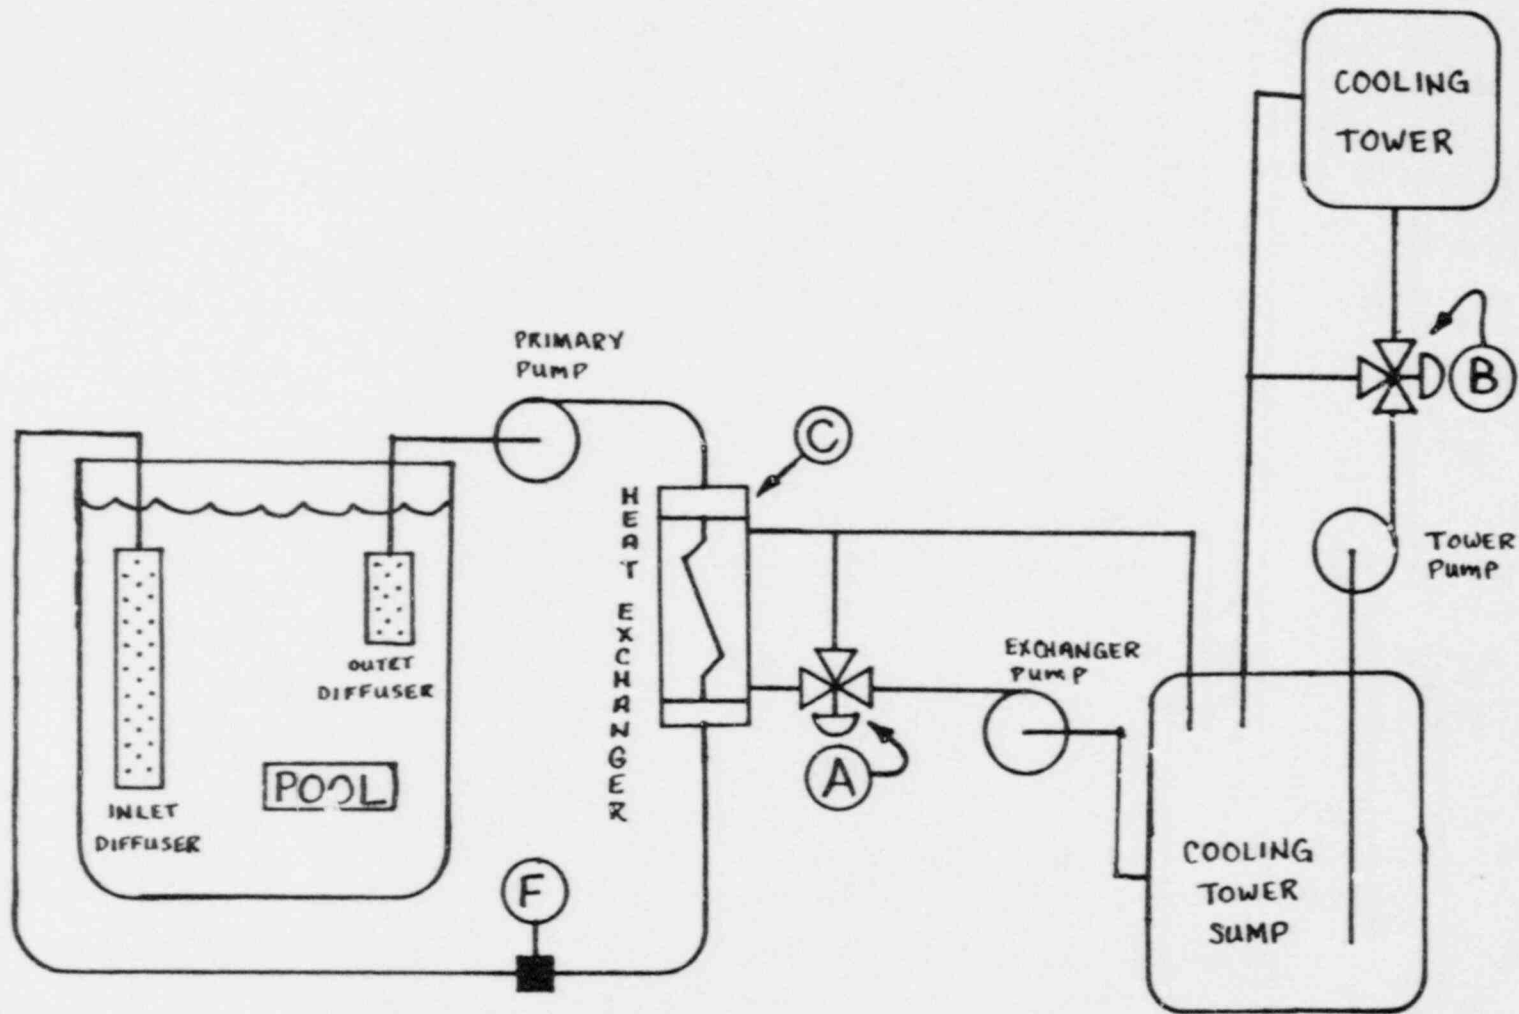 COOLING
TOWER
B
PRIMARY
PUMP
C
HEAT EXCHANGER
TOWER
PUMP
OUTET
DIFFUSER
EXCHANGER
PUMP
A
POOL
INLET
DIFFUSER
F
COOLING
TOWER
SUMP